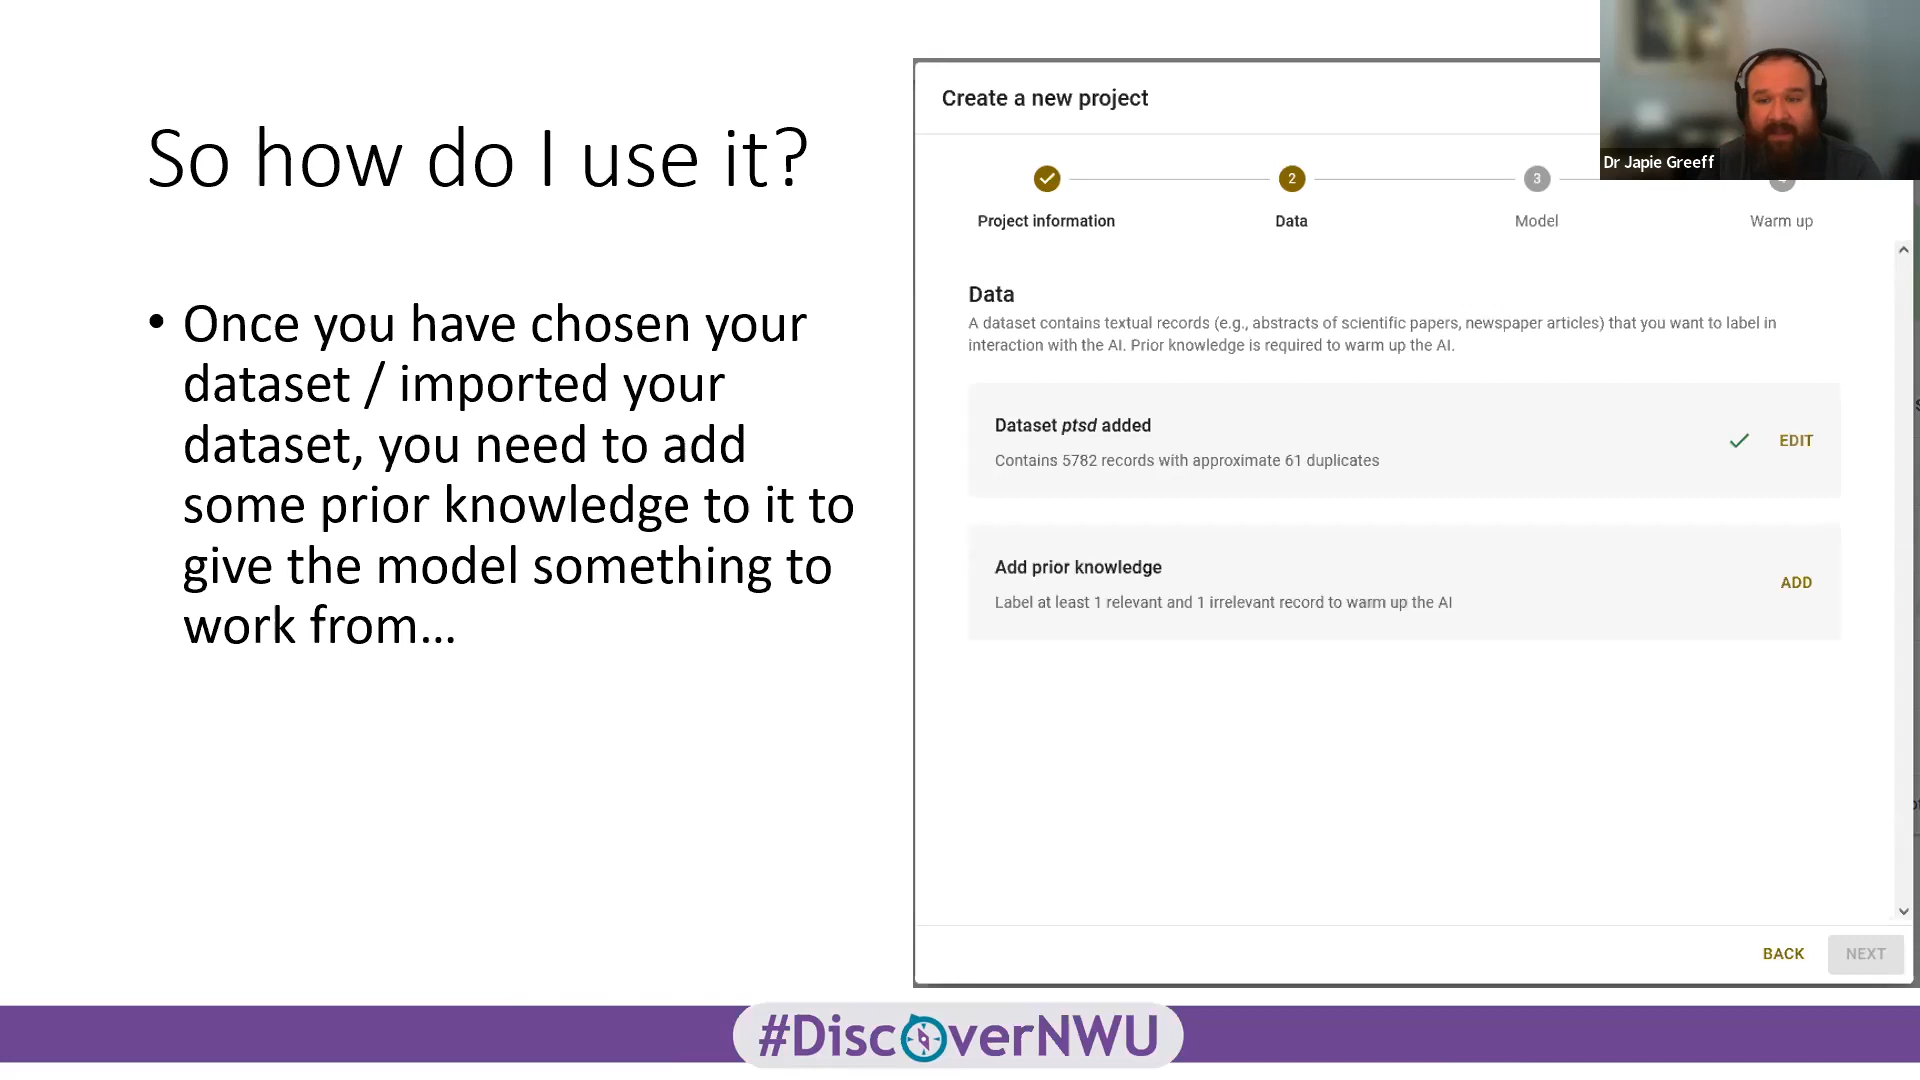 So how do I use it?
• Once you have chosen your
dataset / imported your
dataset, you need to add
some prior knowledge to it to
give the model something to
work from...
Create a new project
Dr Japie Greeff
2
3
Project information
Data
Model
Warm up
Data
A dataset contains textual records (e.g., abstracts of scientific papers, newspaper articles) that you want to label in
interaction with the AI. Prior knowledge is required to warm up the AI.
Dataset ptsd added
Contains 5782 records with approximate 61 duplicates
EDIT
Add prior knowledge
Label at least 1 relevant and 1 irrelevant record to warm up the AI
ADD
BACK
NEXT
#DiscoverNWU